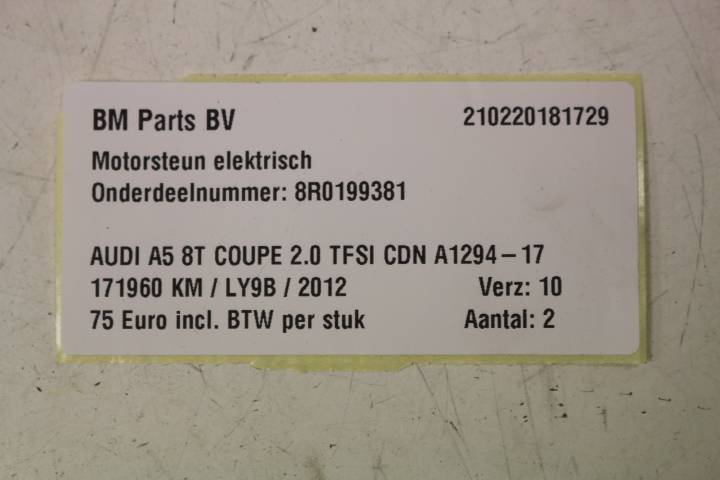 BM Parts BV 210220181729
Motorsteun elektrisch
Onderdeelnummer: 8R0199381
AUDI A5 8T COUPE 2.0 TFSI CDN A1294-17
171960 KM / LY9B / 2012 Verz: 10
75 Euro incl. BTW per stuk Aantal: 2